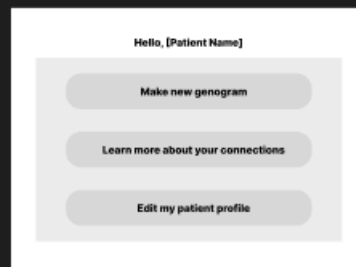 Hello, [Patient Name]
Make new genogram
Learn more about your connections
Edit my patient profile